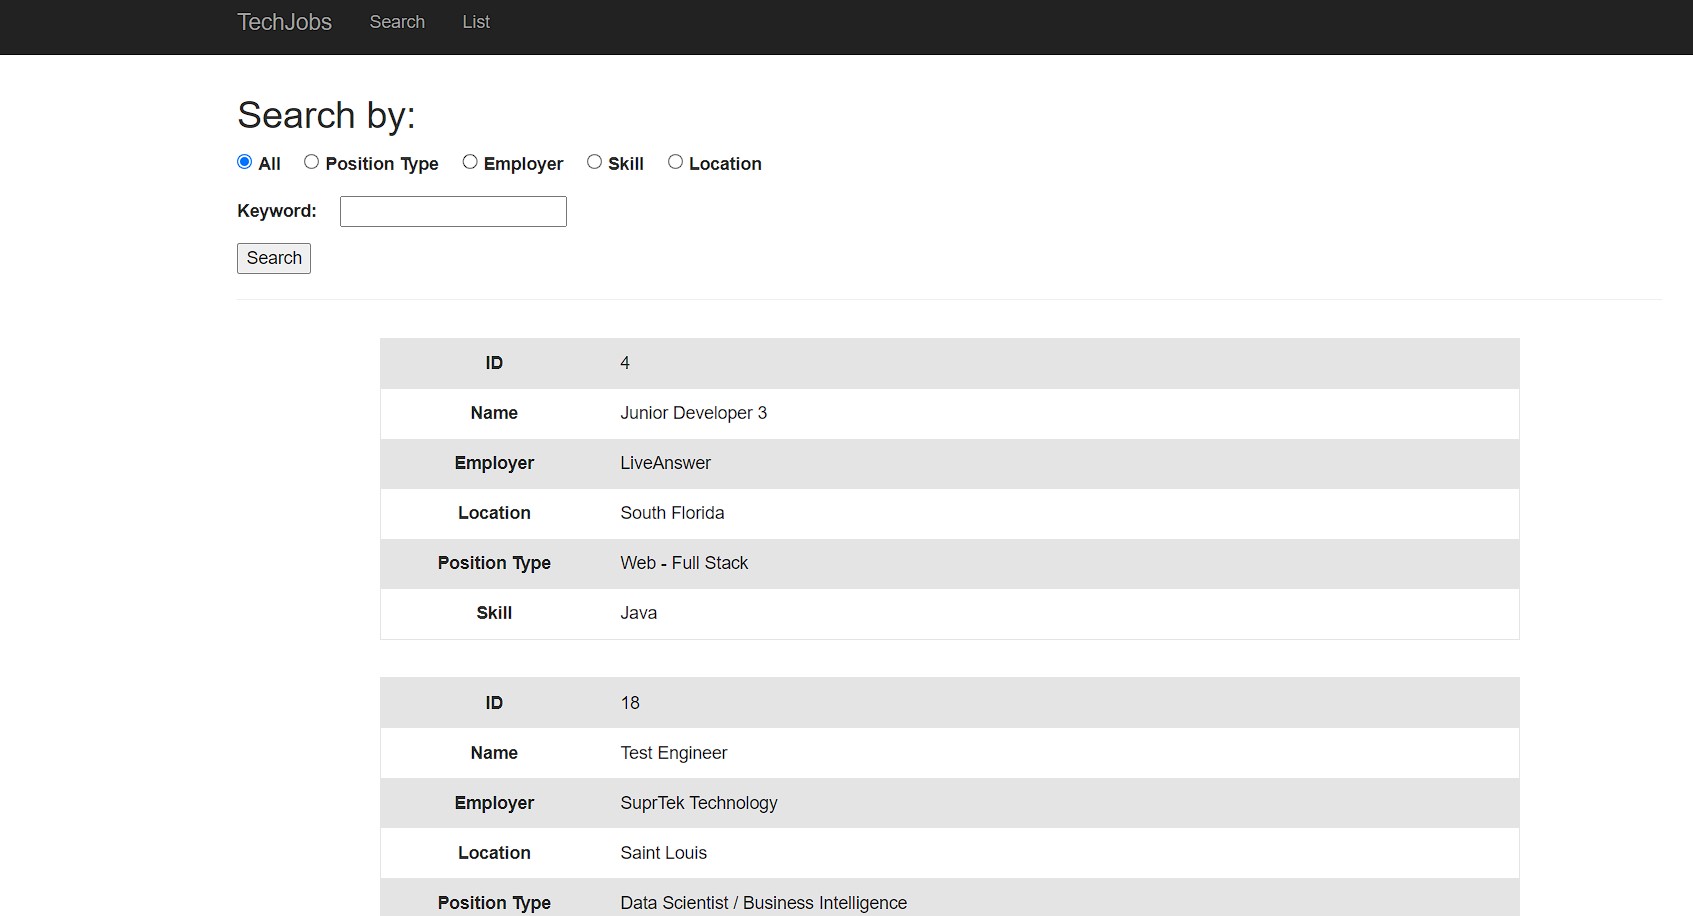 TechJobs Search List
Search by:
All Position Type Employer Skill Location
Keyword:
Search
ID 4
Name Junior Developer 3
Employer LiveAnswer
Location South Florida
Position Type Web - Full Stack
Skill Java
ID 18
Name Test Engineer
Employer SuprTek Technology
Location Saint Louis
Position Type Data Scientist / Business Intelligence